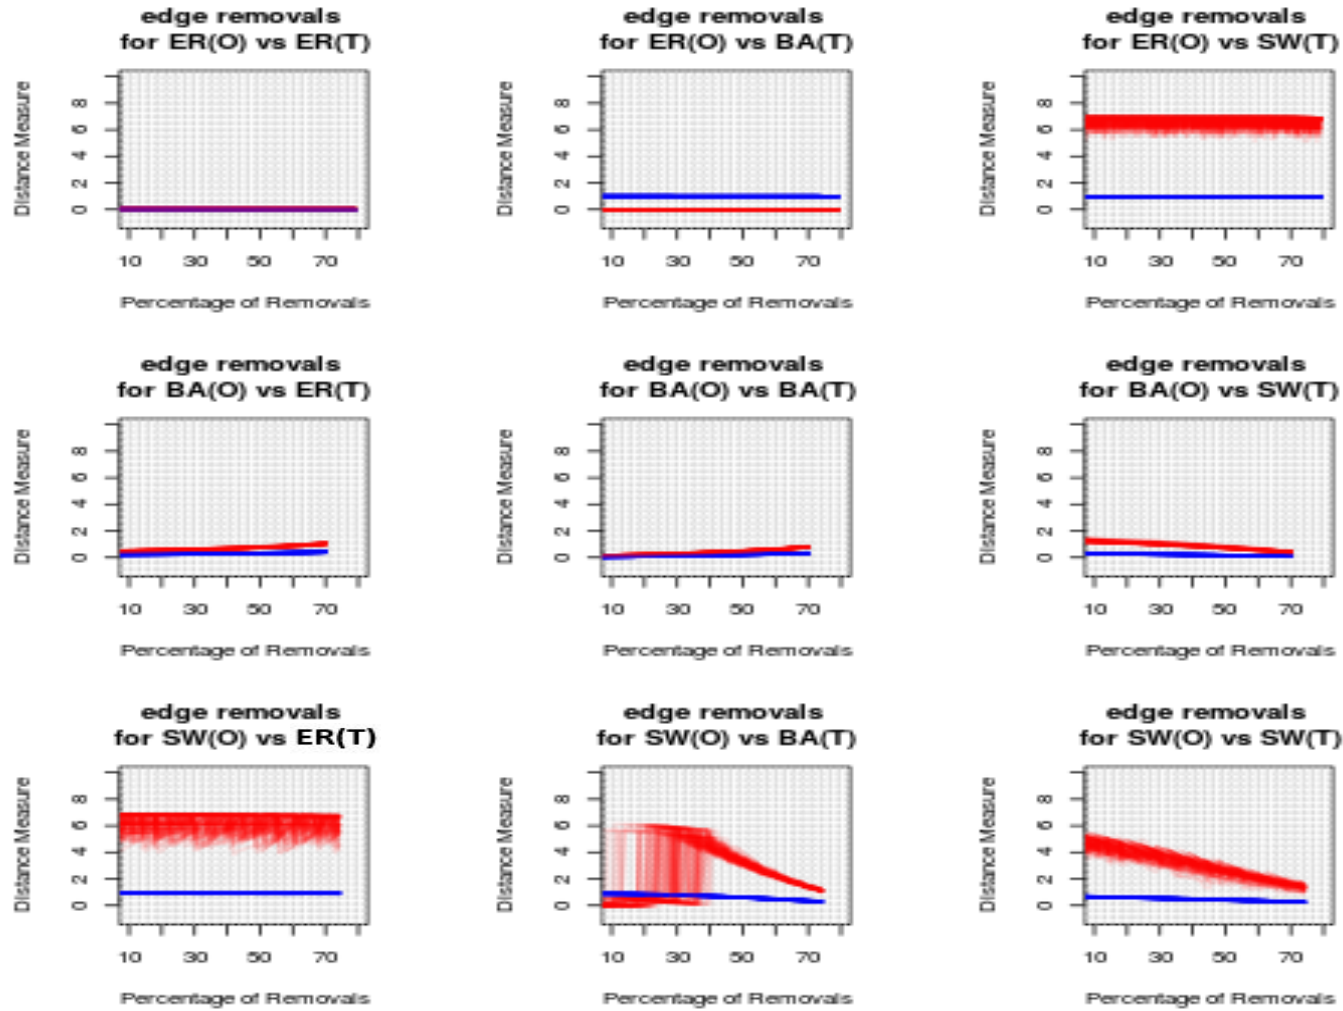 edge removals
for ER(O) vs ER(T)
edge removals
for ER(O) vs BA(T)
edge removals
for ER(O) vs SW(T)
Distance Measure
0 2 4 6 8
10 30 50 70
Percentage of Removals
Distance Measure
0 2 4 6 8
10 30 50 70
Percentage of Removals
Distance Measure
0 2 4 6 8
10 30 50 70
Percentage of Removals
edge removals
for BA(O) vs ER(T)
edge removals
for BA(O) vs BA(T)
edge removals
for BA(O) vs SW(T)
Distance Measure
0 2 4 6 8
10 30 50 70
Percentage of Removals
Distance Measure
0 2 4 6 8
10 30 50 70
Percentage of Removals
Distance Measure
0 2 4 6 8
10 30 50 70
Percentage of Removals
edge removals
for SW(O) vs ER(T)
edge removals
for SW(O) vs BA(T)
edge removals
for SW(O) vs SW(T)
Distance Measure
0 2 4 6 8
10 30 50 70
Percentage of Removals
Distance Measure
0 2 4 6 8
10 30 50 70
Percentage of Removals
Distance Measure
0 2 4 6 8
10 30 50 70
Percentage of Removals